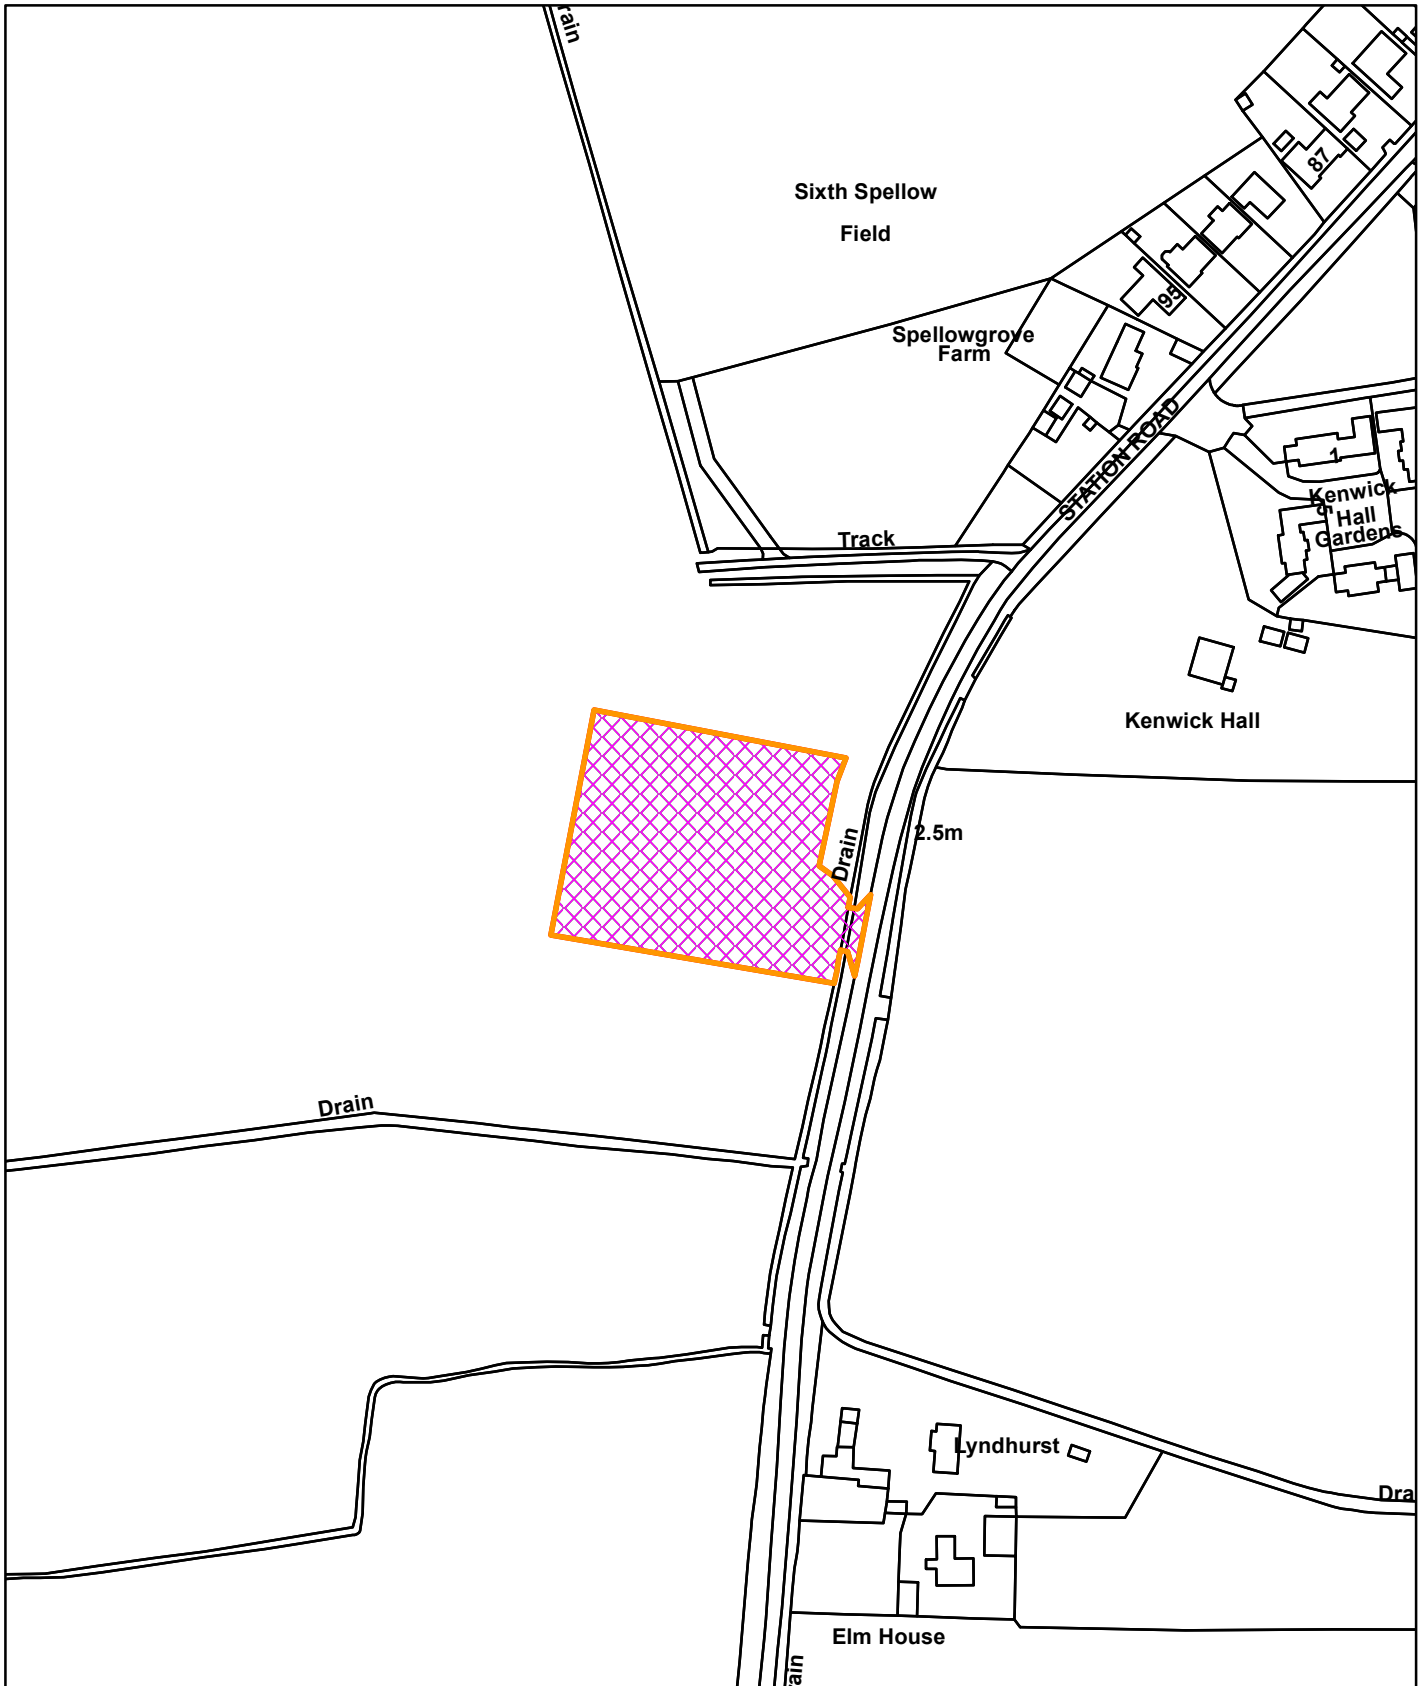 rain
Sixth Spellow
Field
87
95
Spellowgrove
Farm
STATION ROAD
1
Kenwick
5
Hall
Gardens
Track
Kenwick Hall
2.5m
Drain
Drain
Lyndhurst
Dra
Elm House
ain